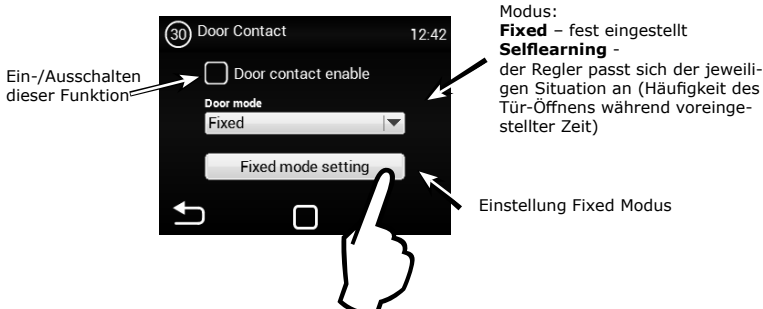 Modus:
Fixed – fest eingestellt
Selflearning -
der Regler passt sich der jeweili-
gen Situation an (Häufigkeit des
Tür-Öffnens während voreinge-
stellter Zeit)
Ein-/Ausschalten
dieser Funktion
30 Door Contact 12:42
Door contact enable
Door mode
Fixed
Fixed mode setting
Einstellung Fixed Modus